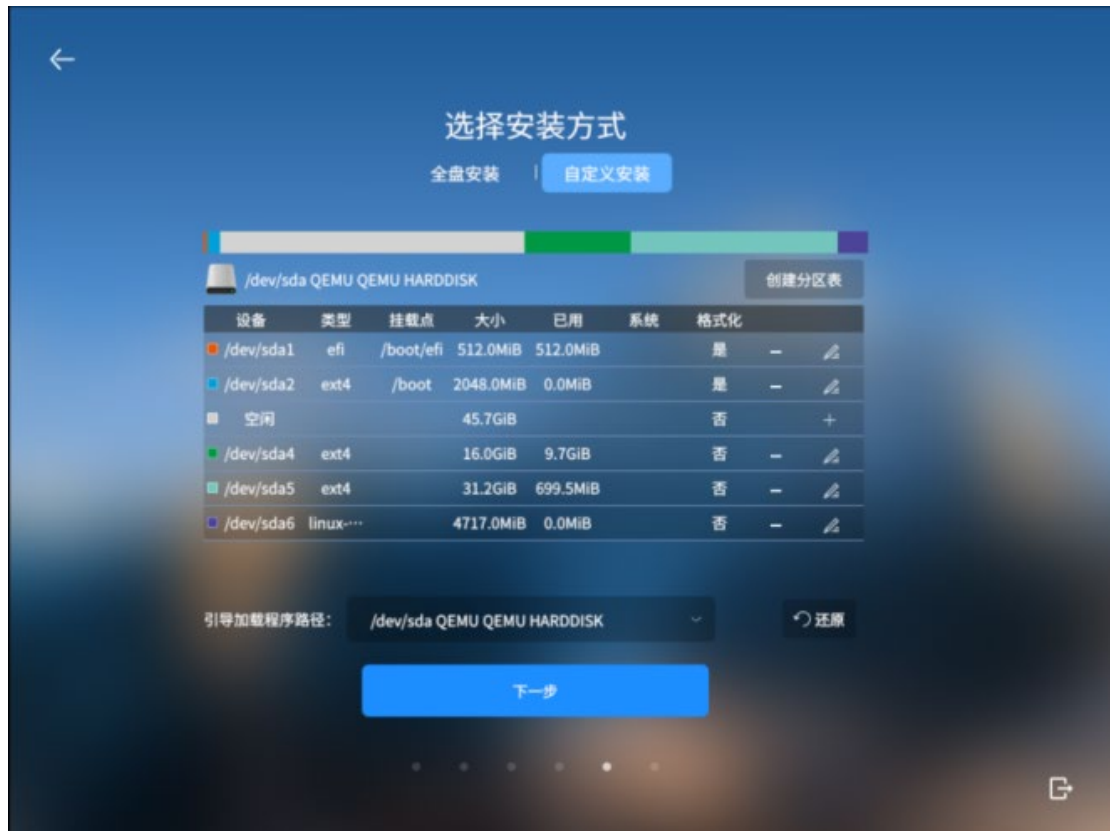 选择安装方式
全盘安装 | 自定义安装
/dev/sda QEMU QEMU HARDDISK 创建分区表
设备 类型 挂载点 大小 已用 系统 格式化
/dev/sda1 efi /boot/efi 512.0MiB 512.0MiB 是
/dev/sda2 ext4 /boot 2048.0MiB 0.0MiB 是
空闲 45.7GiB 否
/dev/sda4 ext4 16.0GiB 9.7GiB 否
/dev/sda5 ext4 31.2GiB 699.5MiB 否
/dev/sda6 linux-··· 4717.0MiB 0.0MiB 否
引导加载程序路径： /dev/sda QEMU QEMU HARDDISK 还原
下一步